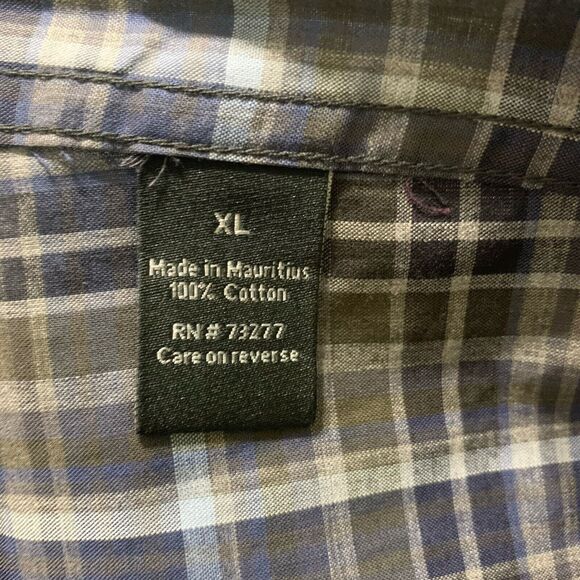 XL
Made in Mauritius
100% Cotton
RN # 73277
Care on reverse